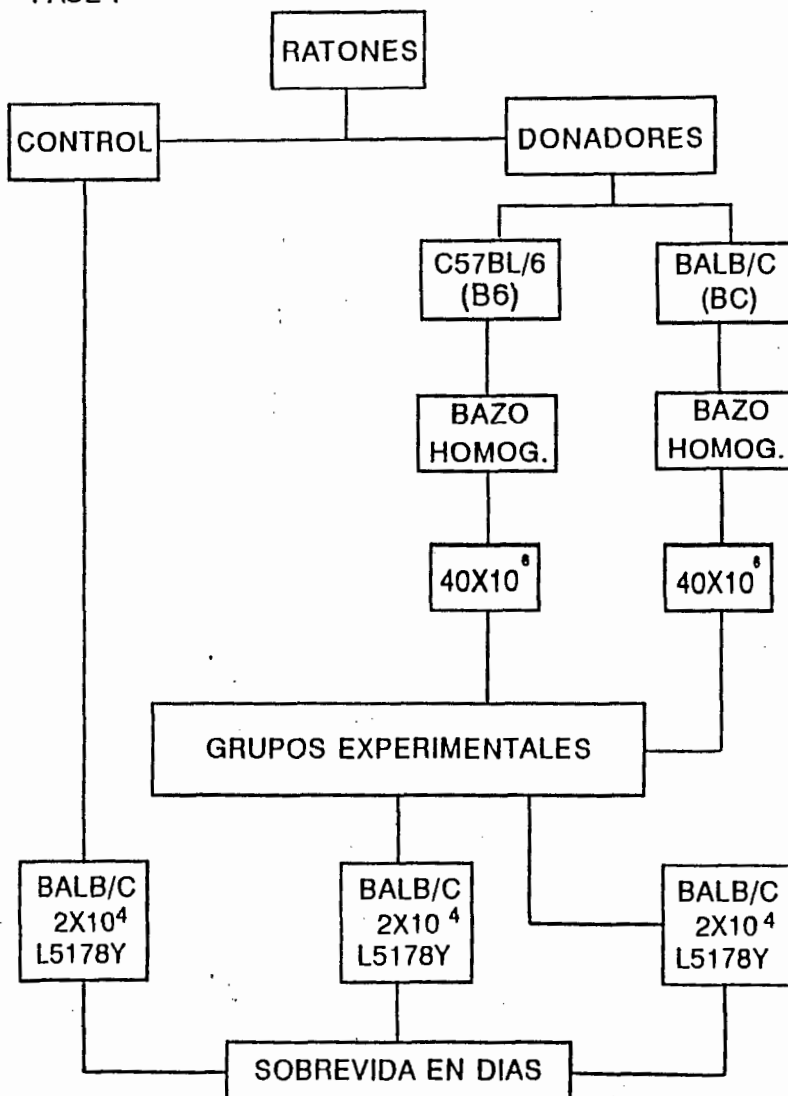 RATONES
CONTROL
DONADORES
C57BL/6
(B6)
BALB/C
(BC)
BAZO
HOMOG.
BAZO
HOMOG.
40X10⁶
40X10⁶
GRUPOS EXPERIMENTALES
BALB/C
2X10⁴
L5178Y
BALB/C
2X10⁴
L5178Y
BALB/C
2X10⁴
L5178Y
SOBREVIDA EN DIAS